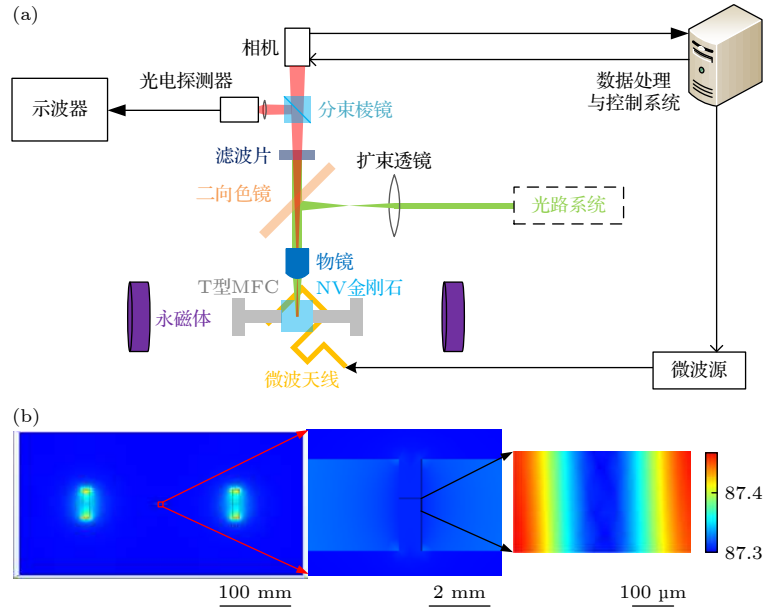 (a)
相机
光电探测器
示波器
分束棱镜
数据处理
与控制系统
滤波片
扩束透镜
二向色镜
光路系统
物镜
T型MFC
NV金刚石
永磁体
微波天线
微波源
(b)
87.4
87.3
100 mm
2 mm
100 μm